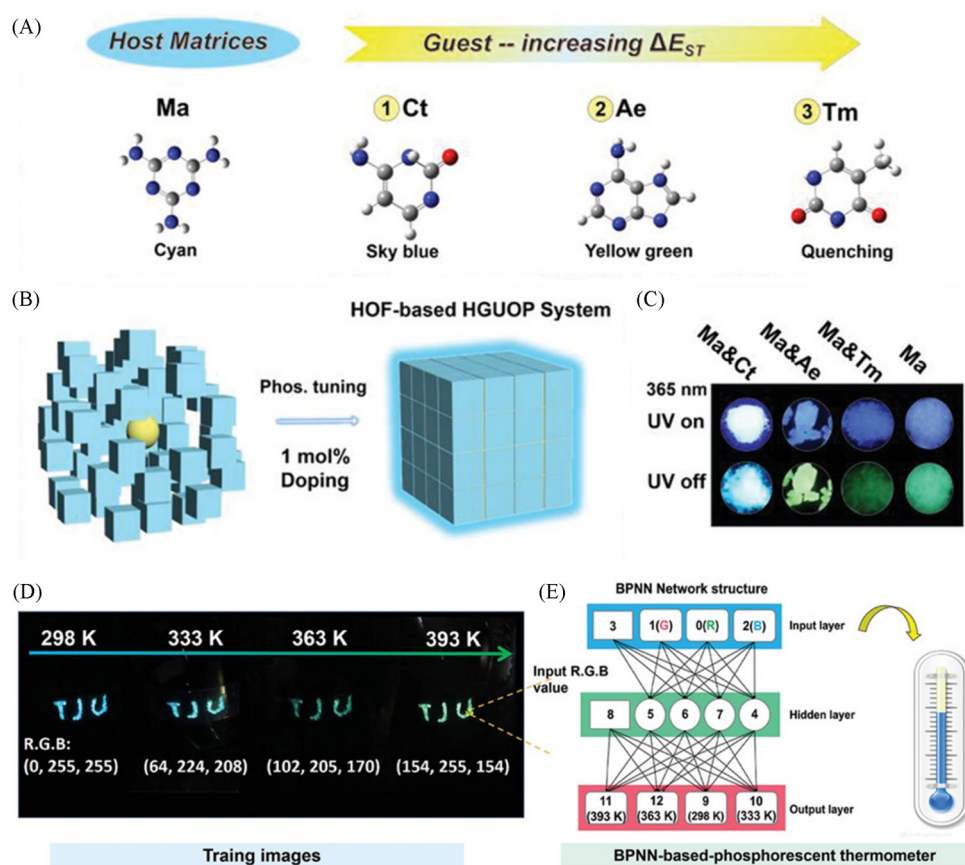 (A)
Host Matrices
Guest -- increasing ΔE_ST
Ma
1 Ct
2 Ae
3 Tm
Cyan
Sky blue
Yellow green
Quenching
(B)
HOF-based HGUOP System
Phos. tuning
1 mol%
Doping
(C)
Ma&Ct
Ma&Ae
Ma&Tm
Ma
365 nm
UV on
UV off
(D)
298 K
333 K
363 K
393 K
TJU
TJU
TJU
TJU
R.G.B:
(0, 255, 255)
(64, 224, 208)
(102, 205, 170)
(154, 255, 154)
Input R.G.B
value
Traing images
(E)
BPNN Network structure
3
1(G)
0(R)
2(B)
Input layer
8
5
6
7
4
Hidden layer
11
(393 K)
12
(363 K)
9
(298 K)
10
(333 K)
Output layer
BPNN-based-phosphorescent thermometer